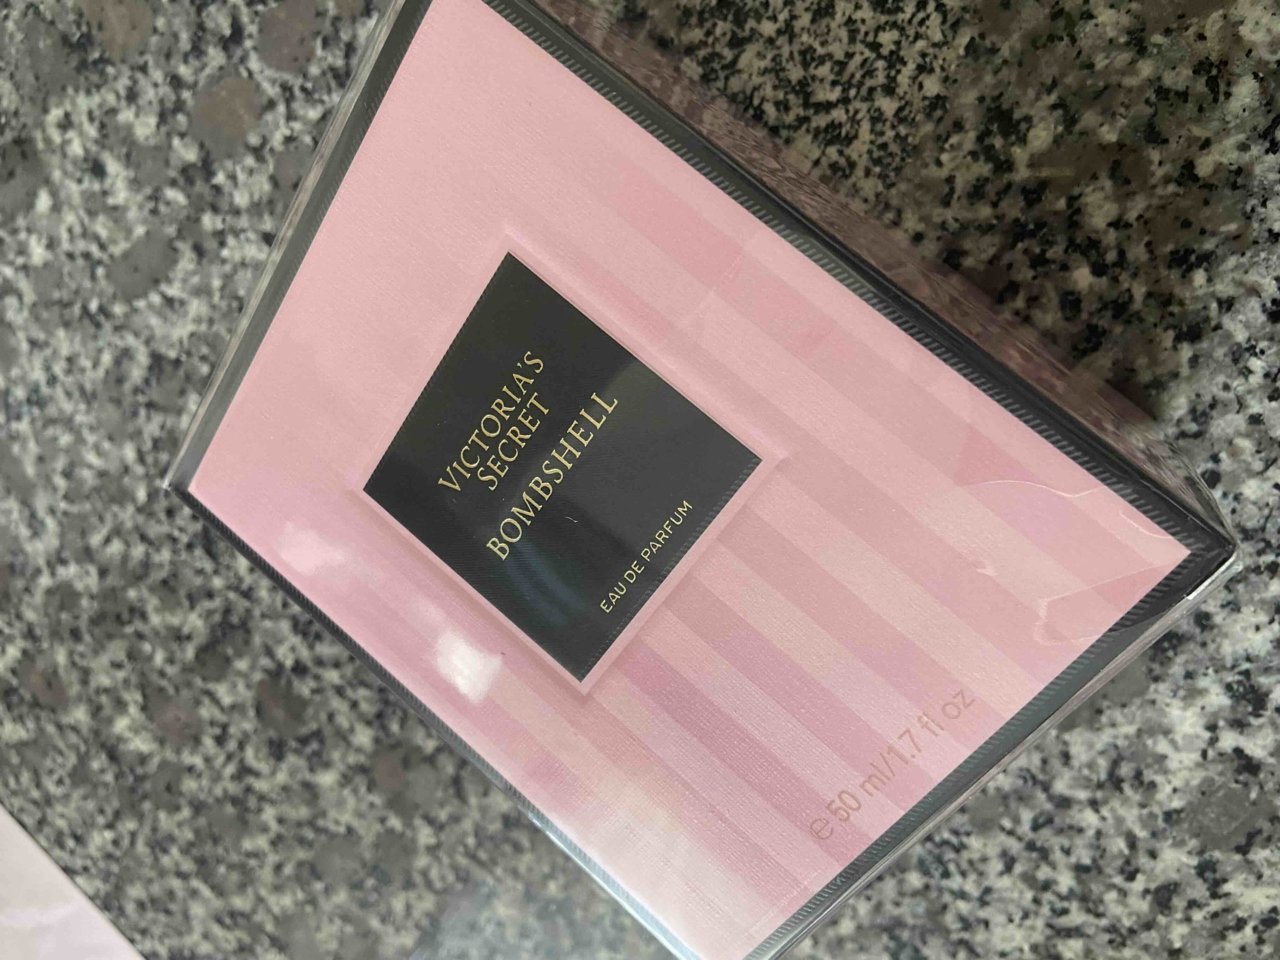 VICTORIA'S
SECRET
BOMBSHELL
EAU DE PARFUM
℮ 50 ml/1.7 fl oz